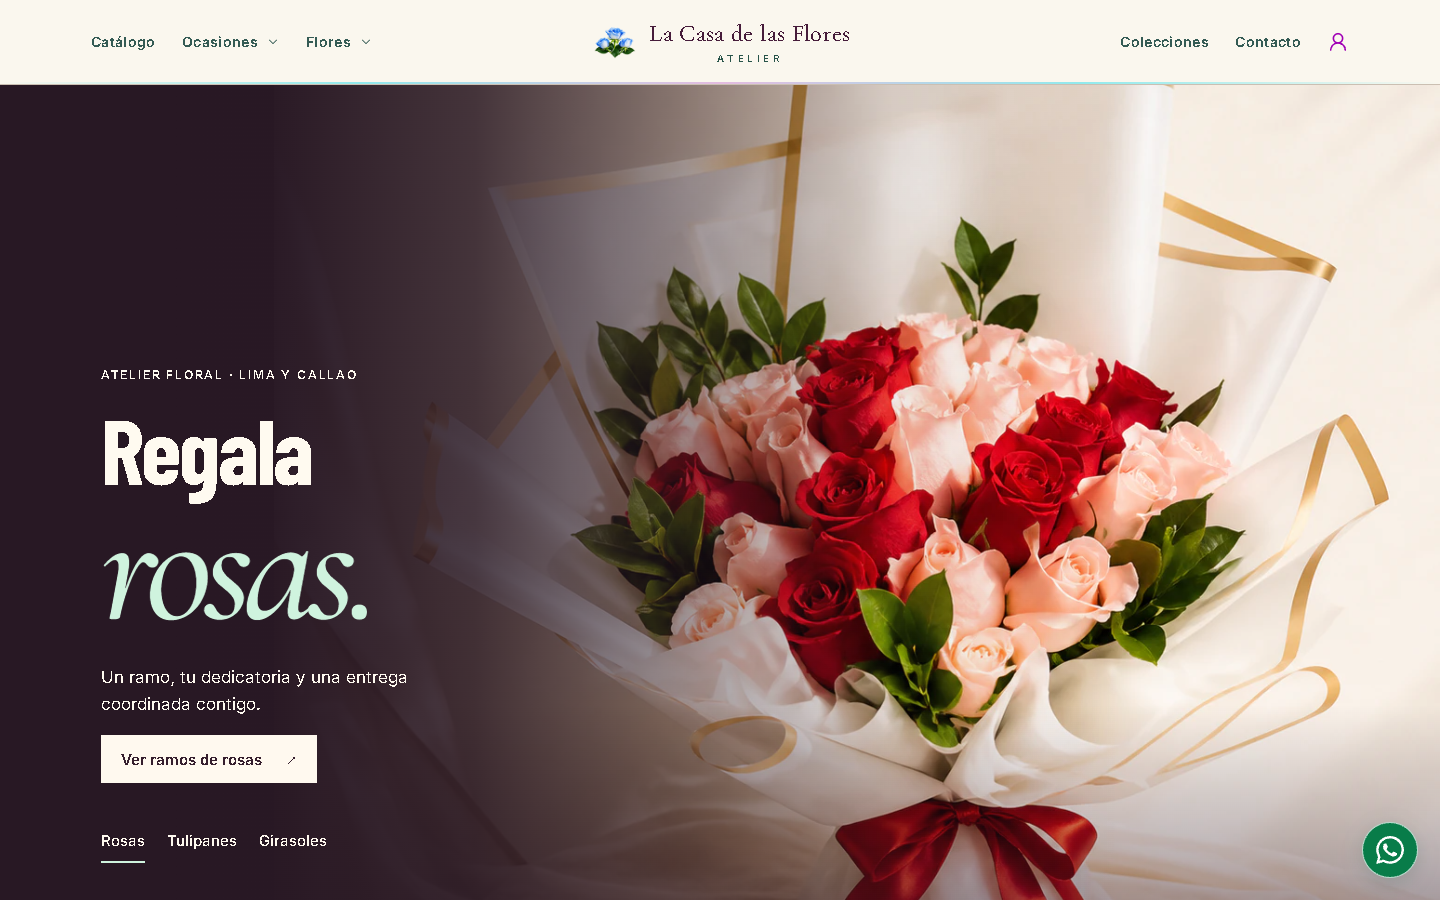 Catálogo
Ocasiones
Flores
La Casa de las Flores
ATELIER
Colecciones
Contacto
ATELIER FLORAL · LIMA Y CALLAO
Regala
rosas.
Un ramo, tu dedicatoria y una entrega
coordinada contigo.
Ver ramos de rosas
Rosas
Tulipanes
Girasoles